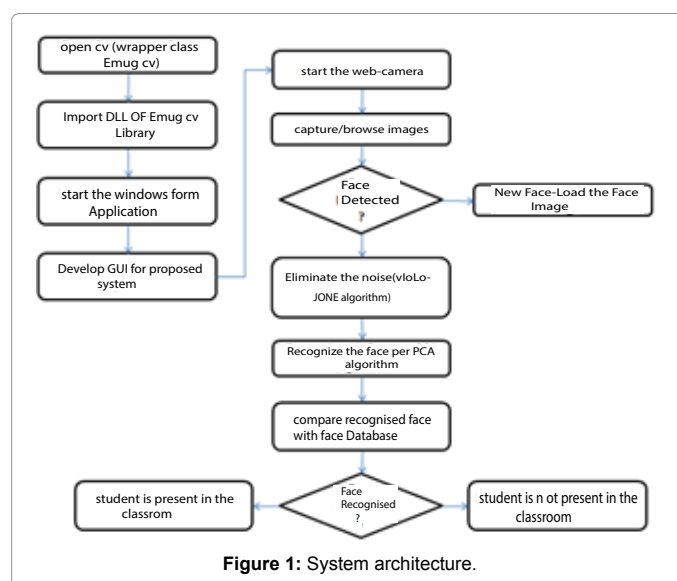 open cv (wrapper class
Emug cv)
Import DLL OF Emug cv
Library
start the windows form
Application
Develop GUI for proposed
system
start the web-camera
capture/browse images
Face
Detected
?
New Face-Load the Face
Image
Eliminate the noise(vIoLo-
JONE algorithm)
Recognize the face per PCA
algorithm
compare recognised face
with face Database
Face
Recognised
?
student is present in the
classrom
student is n ot present in the
classroom
Figure 1: System architecture.